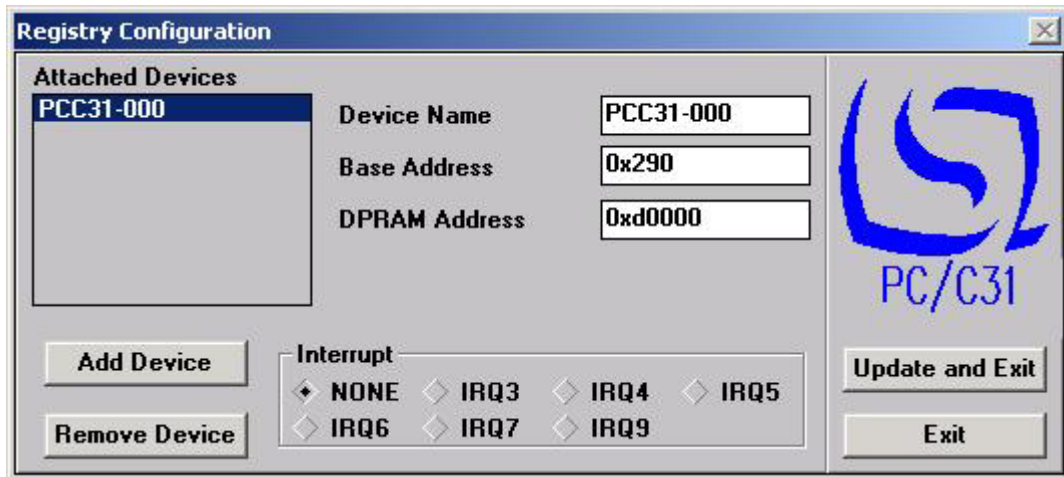 Registry Configuration
Attached Devices
PCC31-000
Device Name PCC31-000
Base Address 0x290
DPRAM Address 0xd0000
PC/C31
Add Device
Remove Device
Interrupt
NONE IRQ3 IRQ4 IRQ5
IRQ6 IRQ7 IRQ9
Update and Exit
Exit